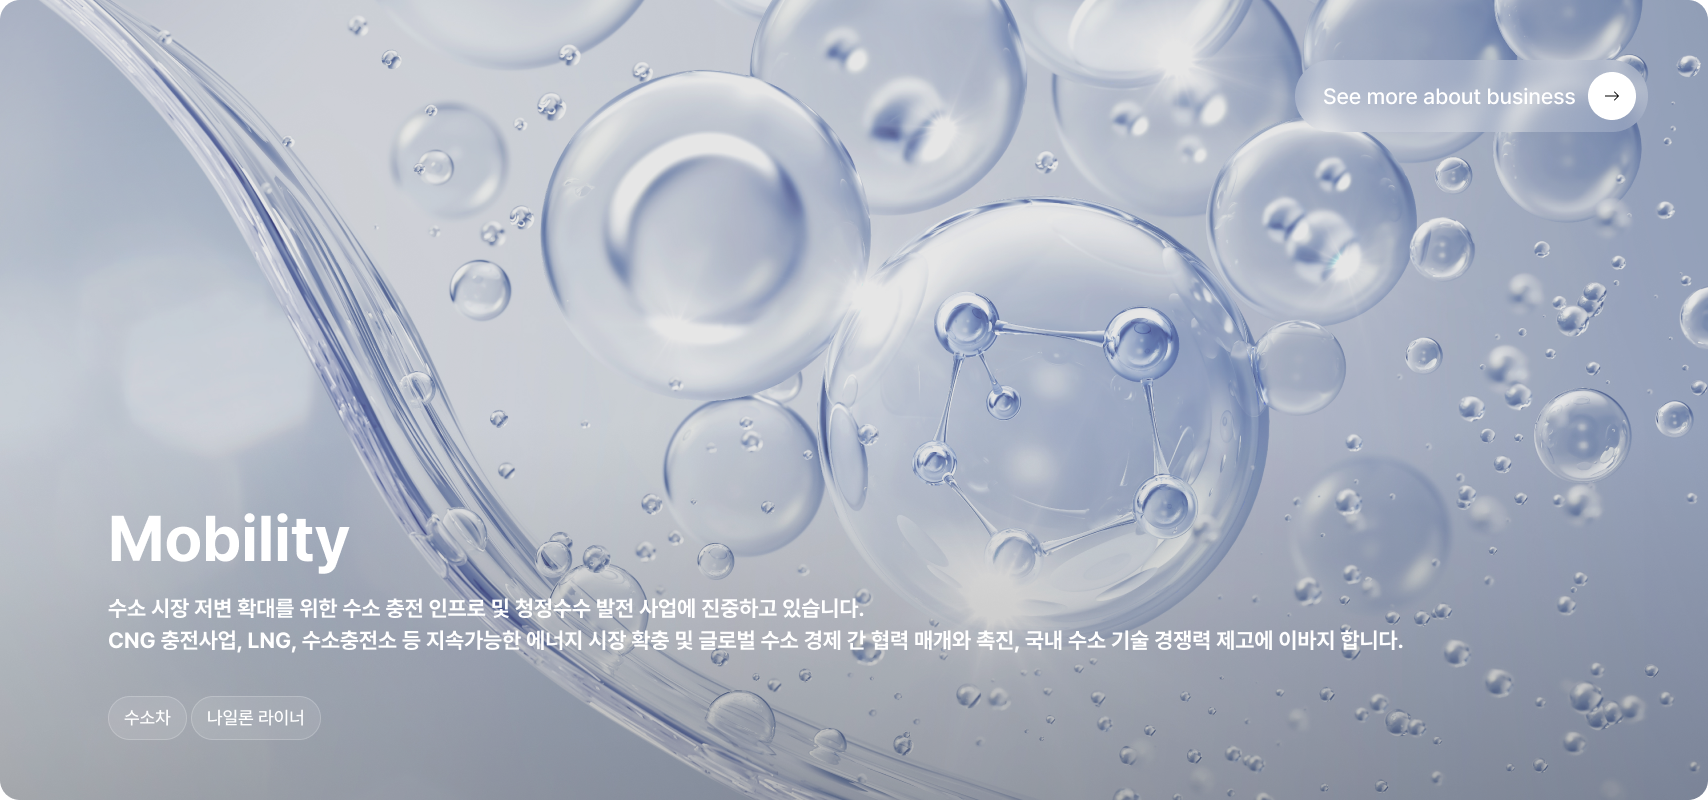 See more about business
Mobility
수소 시장 저변 확대를 위한 수소 충전 인프로 및 청정수수 발전 사업에 진중하고 있습니다.
CNG 충전사업, LNG, 수소충전소 등 지속가능한 에너지 시장 확충 및 글로벌 수소 경제 간 협력 매개와 촉진, 국내 수소 기술 경쟁력 제고에 이바지 합니다.
수소차
나일론 라이너